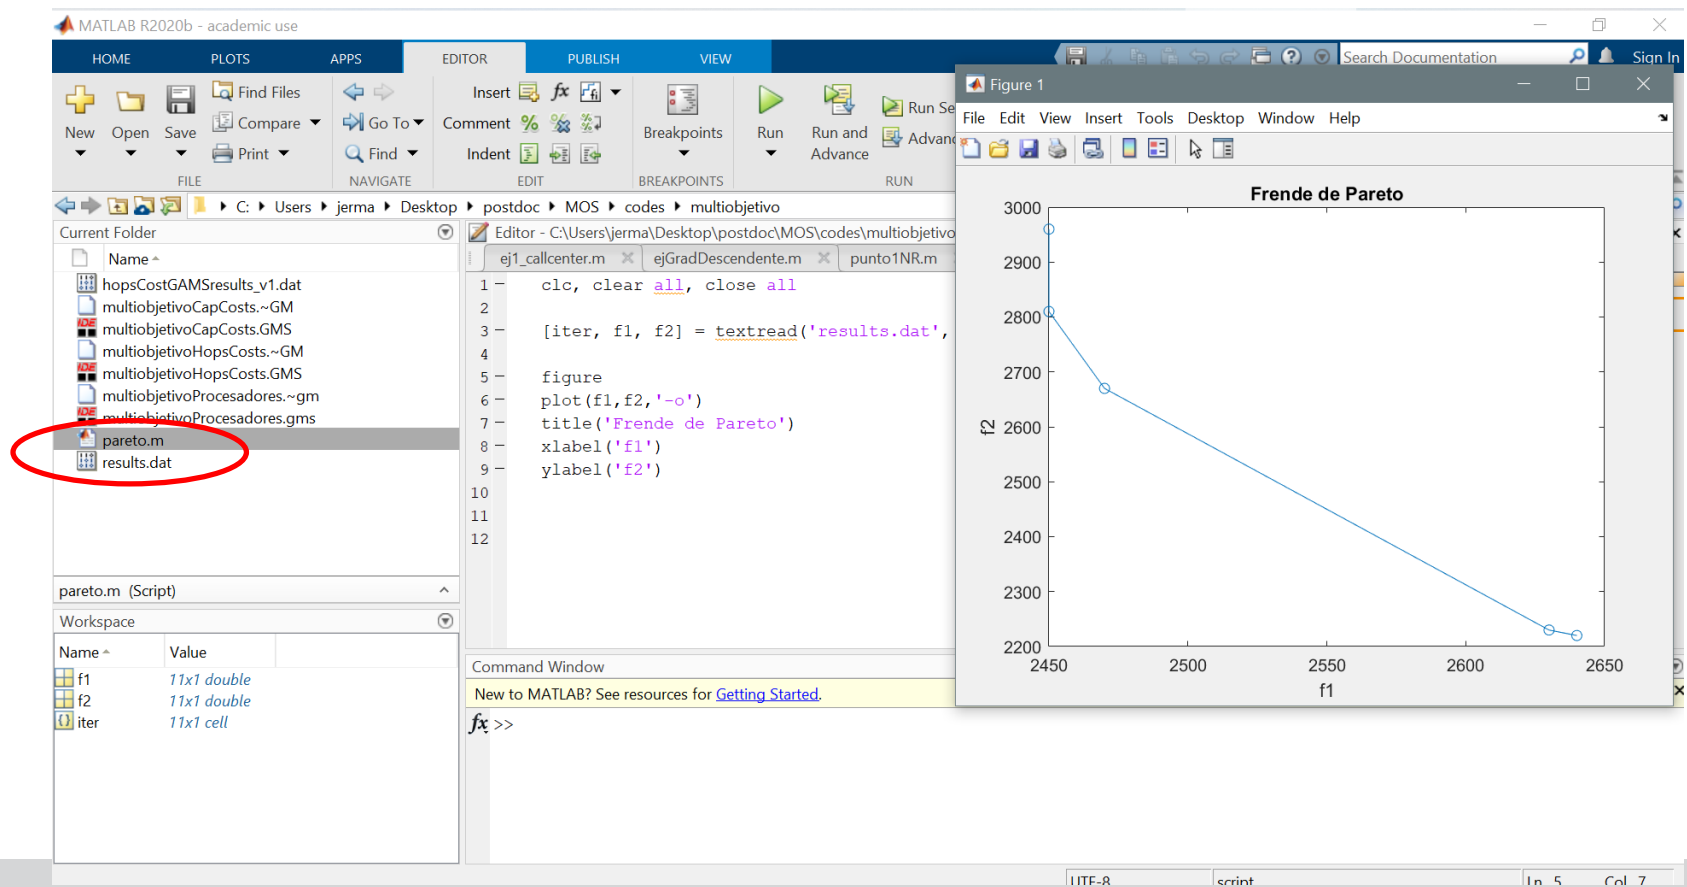 MATLAB R2020b - academic use
HOME PLOTS APPS EDITOR PUBLISH VIEW
Search Documentation
Sign In
New
Open
Save
Find Files
Compare
Print
FILE
Go To
Find
NAVIGATE
Insert
fx
Comment
Indent
EDIT
Breakpoints
BREAKPOINTS
Run
Run and
Advance
RUN
C: Users jerma Desktop postdoc MOS codes multiobjetivo
Current Folder
Name
hopsCostGAMSresults_v1.dat
multiobjetivoCapCosts.~GM
multiobjetivoCapCosts.GMS
multiobjetivoHopsCosts.~GM
multiobjetivoHopsCosts.GMS
multiobjetivoProcesadores.~gm
multiobjetivoProcesadores.gms
pareto.m
results.dat
pareto.m (Script)
Workspace
Name Value
f1 11x1 double
f2 11x1 double
iter 11x1 cell
Editor - C:\Users\jerma\Desktop\postdoc\MOS\codes\multiobjetivo
ej1_callcenter.m ejGradDescendente.m punto1NR.m
1 clc, clear all, close all
2
3 [iter, f1, f2] = textread('results.dat',
4
5 figure
6 plot(f1,f2,'-o')
7 title('Frende de Pareto')
8 xlabel('f1')
9 ylabel('f2')
10
11
12
Command Window
New to MATLAB? See resources for Getting Started.
fx >>
Figure 1
File Edit View Insert Tools Desktop Window Help
Frende de Pareto
3000
2900
2800
2700
2600
2500
2400
2300
2200
f2
2450 2500 2550 2600 2650
f1
UTF-8
script
Ln 5 Col 7